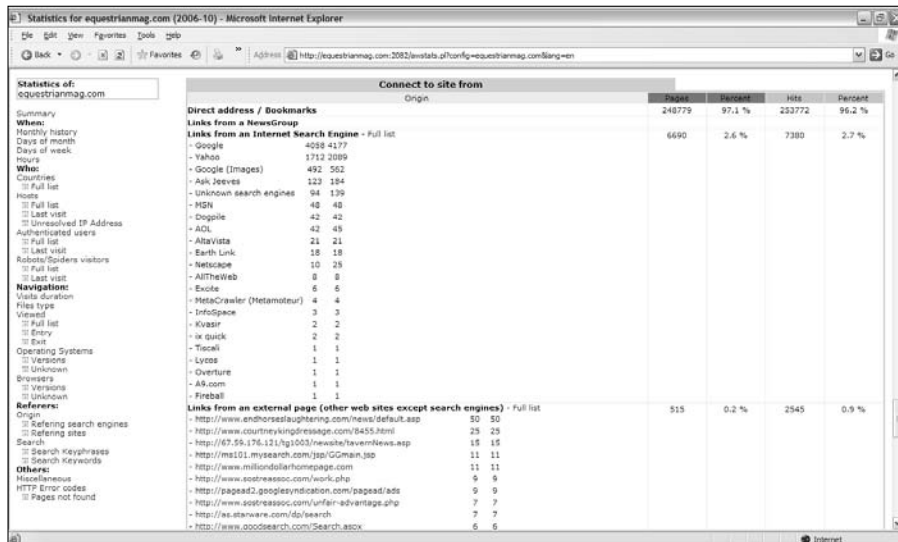 Statistics for equestrianmag.com (2006-10) - Microsoft Internet Explorer
File Edit View Favorites Tools Help
Back Favorites Address http://equestrianmag.com:2082/awstats.pl?config=equestrianmag.com&lang=en Go
Statistics of:
equestrianmag.com
Summary
When:
Monthly history
Days of month
Days of week
Hours
Who:
Countries
Full list
Hosts
Full list
Last visit
Unresolved IP Address
Authenticated users
Full list
Last visit
Robots/Spiders visitors
Full list
Last visit
Navigation:
Visits duration
Files type
Viewed
Full list
Entry
Exit
Operating Systems
Versions
Unknown
Browsers
Versions
Unknown
Referers:
Origin
Refering search engines
Refering sites
Search
Search Keyphrases
Search Keywords
Others:
Miscellaneous
HTTP Error codes
Pages not found
Connect to site from
Origin Pages Percent Hits Percent
Direct address / Bookmarks 248779 97.1 % 253772 96.2 %
Links from a NewsGroup
Links from an Internet Search Engine - Full list 6690 2.6 % 7380 2.7 %
- Google 4058 4177
- Yahoo 1712 2089
- Google (Images) 492 562
- Ask Jeeves 123 184
- Unknown search engines 94 139
- MSN 48 48
- Dogpile 42 42
- AOL 42 45
- AltaVista 21 21
- Earth Link 18 18
- Netscape 10 25
- AllTheWeb 8 8
- Excite 6 6
- MetaCrawler (Metamoteur) 4 4
- InfoSpace 3 3
- Kvasir 2 2
- ix quick 2 2
- Tiscali 1 1
- Lycos 1 1
- Overture 1 1
- A9.com 1 1
- Fireball 1 1
Links from an external page (other web sites except search engines) - Full list 515 0.2 % 2545 0.9 %
- http://www.endhorseslaughtering.com/news/default.asp 50 50
- http://www.courtneykingdressage.com/8455.html 25 25
- http://67.59.176.121/tg1003/newsite/tavernNews.asp 15 15
- http://ms101.mysearch.com/jsp/GGmain.jsp 11 11
- http://www.milliondollarhomepage.com 11 11
- http://www.sostreassoc.com/work.php 9 9
- http://pagead2.googlesyndication.com/pagead/ads 9 9
- http://www.sostreassoc.com/unfair-advantage.php 7 7
- http://as.starware.com/dp/search 7 7
- http://www.goodsearch.com/Search.aspx 6 6
Internet